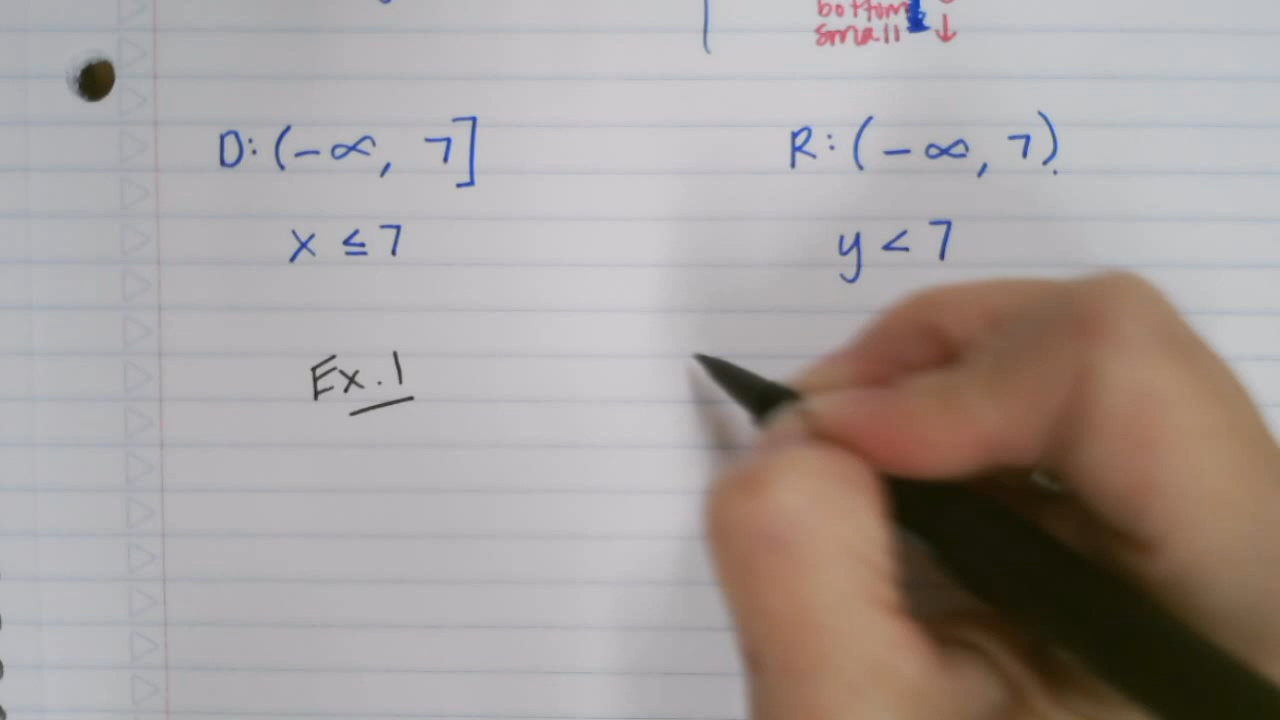 bottom
small ↓
D: (-∞, 7]
R: (-∞, 7)
x ≤ 7
y < 7
Ex. 1